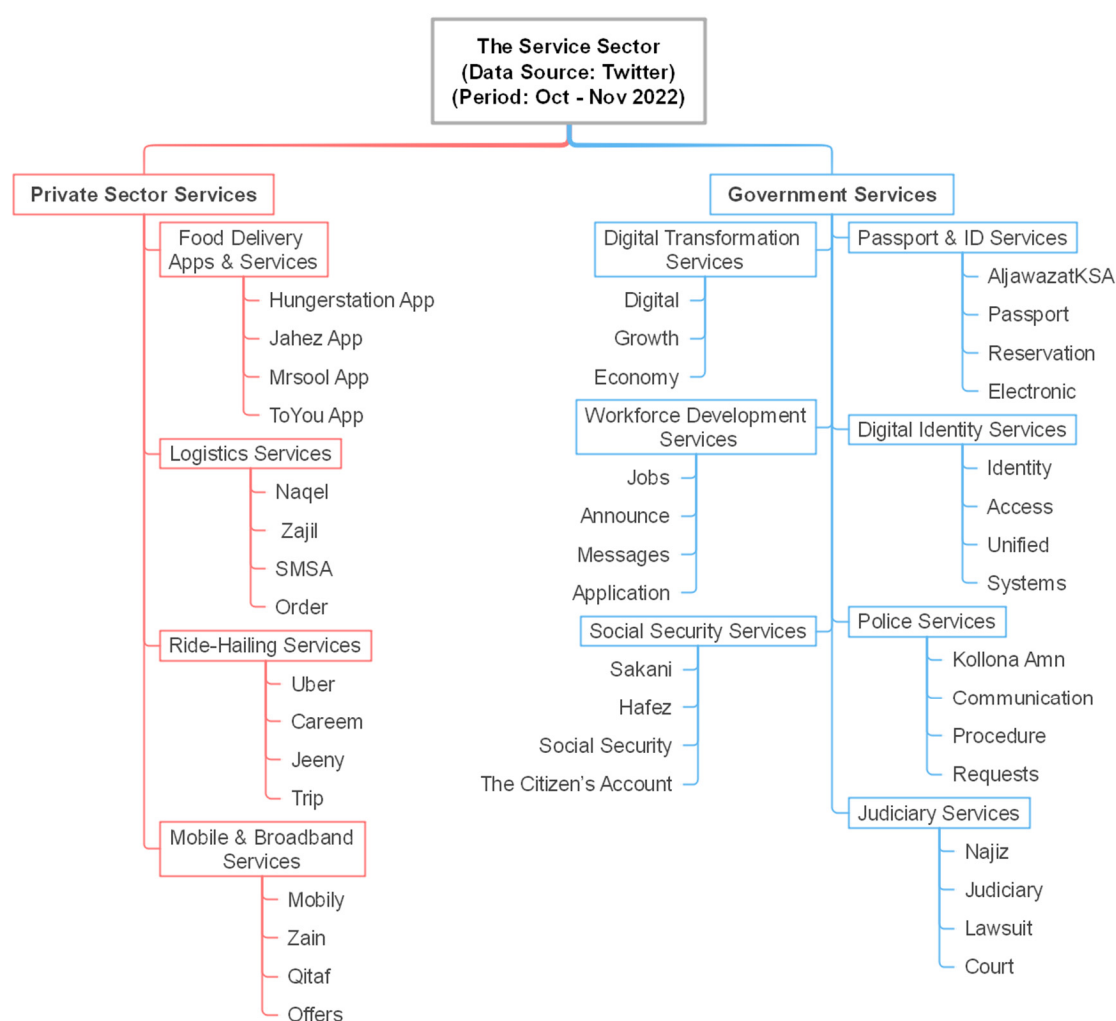 The Service Sector
(Data Source: Twitter)
(Period: Oct - Nov 2022)
Private Sector Services
Food Delivery
Apps & Services
Hungerstation App
Jahez App
Mrsool App
ToYou App
Logistics Services
Naqel
Zajil
SMSA
Order
Ride-Hailing Services
Uber
Careem
Jeeny
Trip
Mobile & Broadband
Services
Mobily
Zain
Qitaf
Offers
Government Services
Digital Transformation
Services
Digital
Growth
Economy
Workforce Development
Services
Jobs
Announce
Messages
Application
Social Security Services
Sakani
Hafez
Social Security
The Citizen’s Account
Passport & ID Services
AljawazatKSA
Passport
Reservation
Electronic
Digital Identity Services
Identity
Access
Unified
Systems
Police Services
Kollona Amn
Communication
Procedure
Requests
Judiciary Services
Najiz
Judiciary
Lawsuit
Court